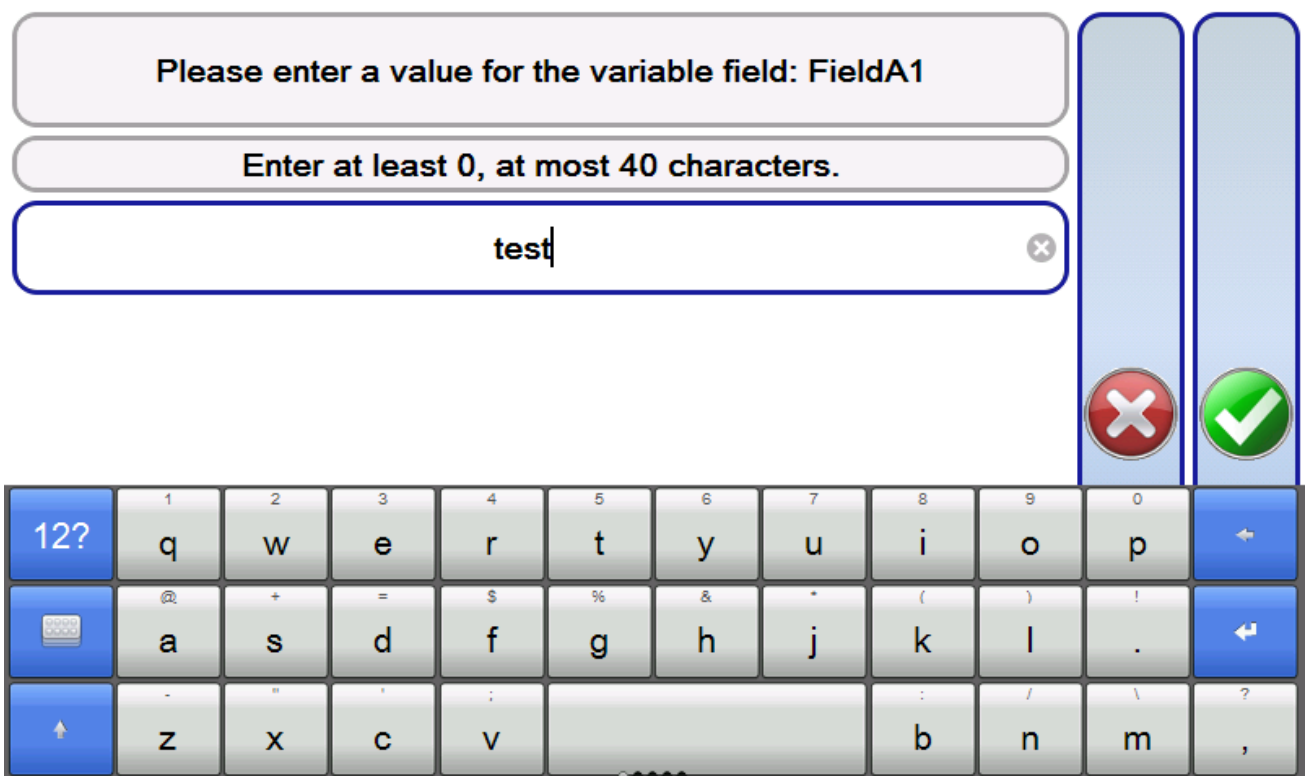 Please enter a value for the variable field: FieldA1
Enter at least 0, at most 40 characters.
test
1 2 3 4 5 6 7 8 9 0
12? q w e r t y u i o p
@ + = $ % & * ( ) !
a s d f g h j k l .
- " ' ; : / \ ?
z x c v b n m ,